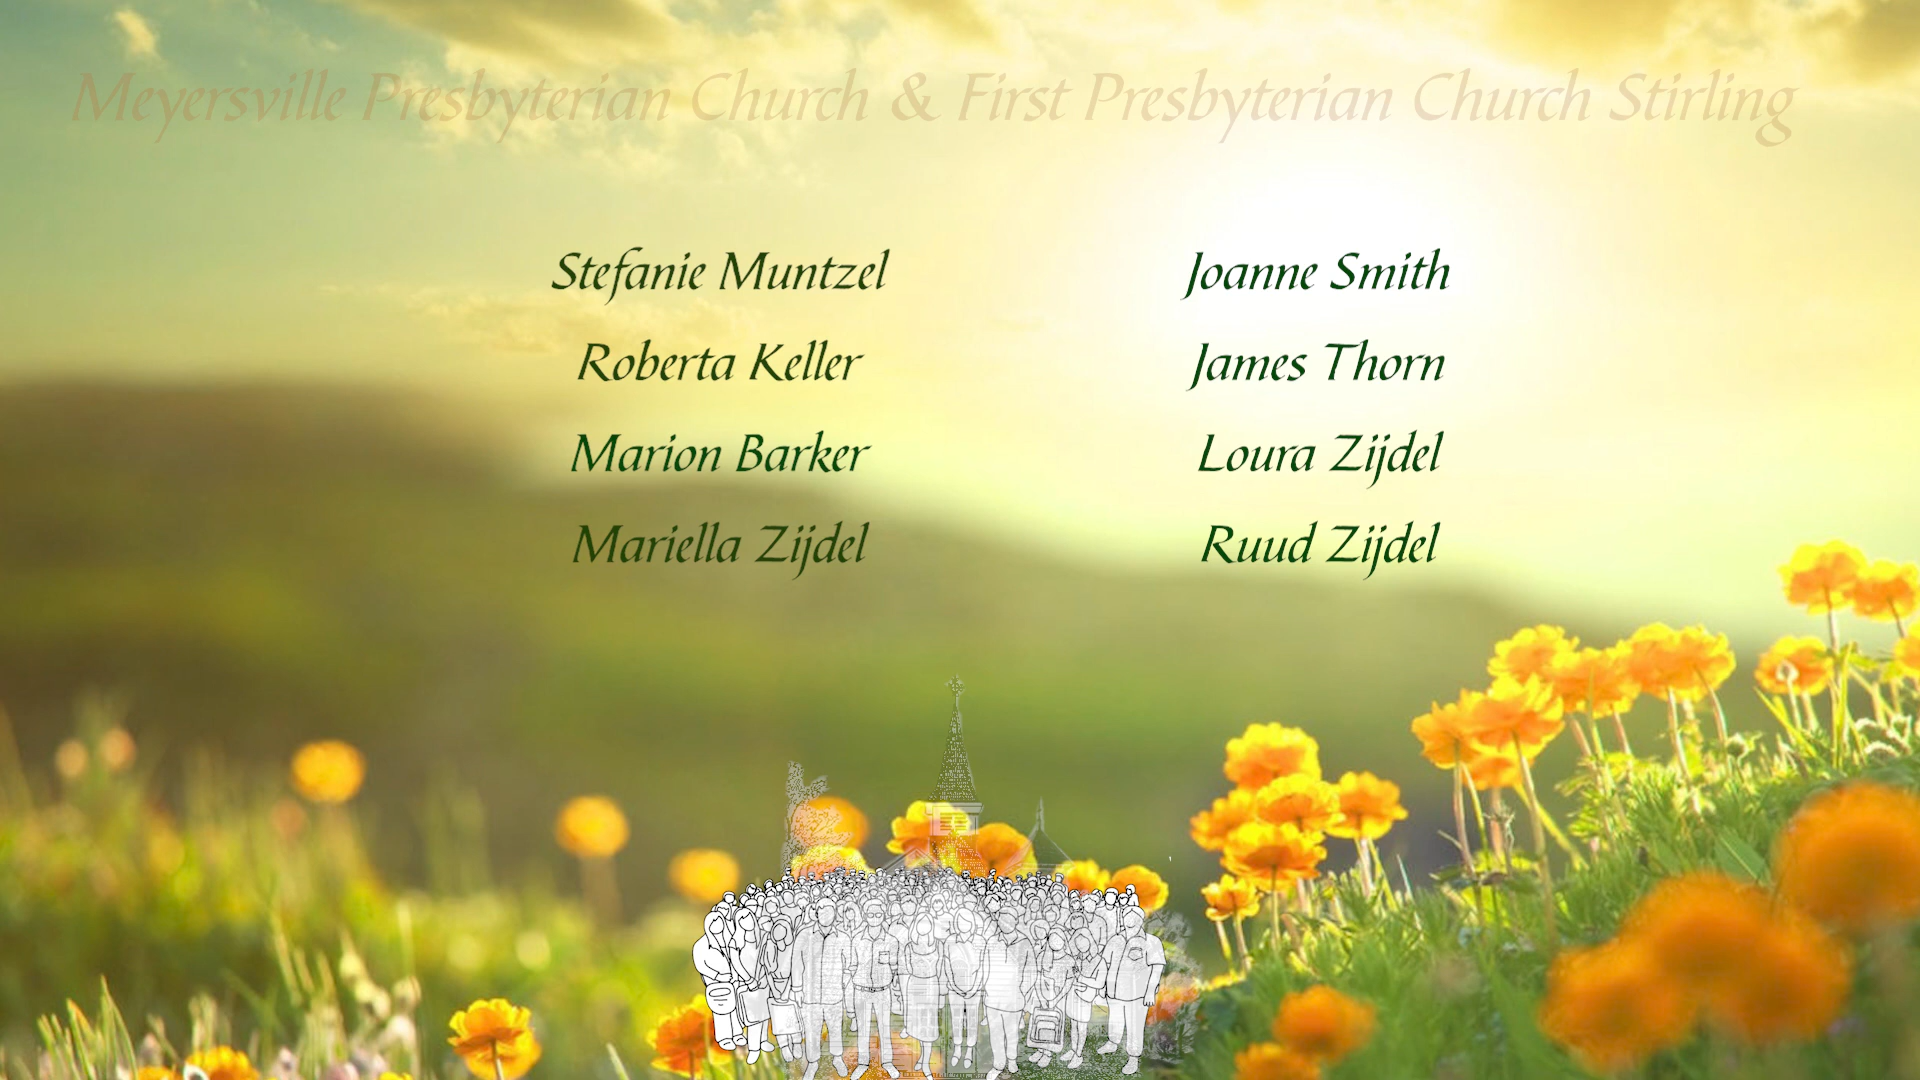 Meyersville Presbyterian Church & First Presbyterian Church Stirling
Stefanie Muntzel
Joanne Smith
Roberta Keller
James Thorn
Marion Barker
Loura Zijdel
Mariella Zijdel
Ruud Zijdel